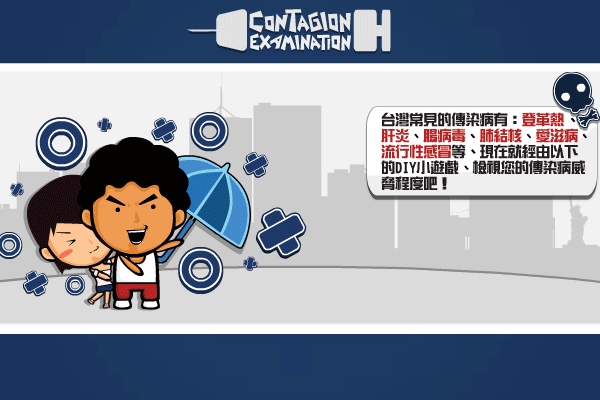 CONTAGION
EXAMINATION
台灣常見的傳染病有：登革熱、
肝炎、腸病毒、肺結核、愛滋病、
流行性感冒等、現在就經由以下
的DIY小遊戲、檢視您的傳染病威
脅程度吧！